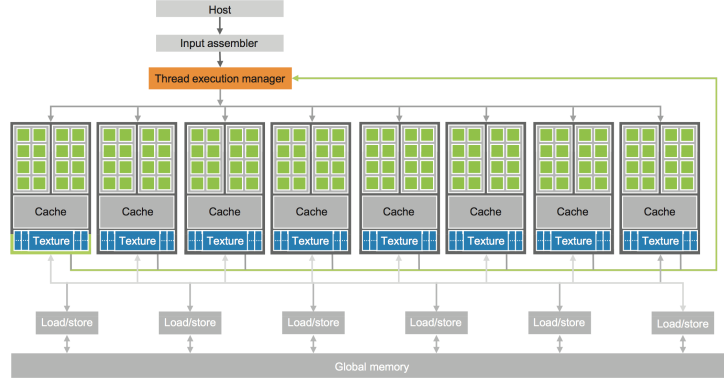 Host
Input assembler
Thread execution manager
Cache Cache Cache Cache Cache Cache Cache Cache
Texture Texture Texture Texture Texture Texture Texture Texture
Load/store Load/store Load/store Load/store Load/store Load/store
Global memory